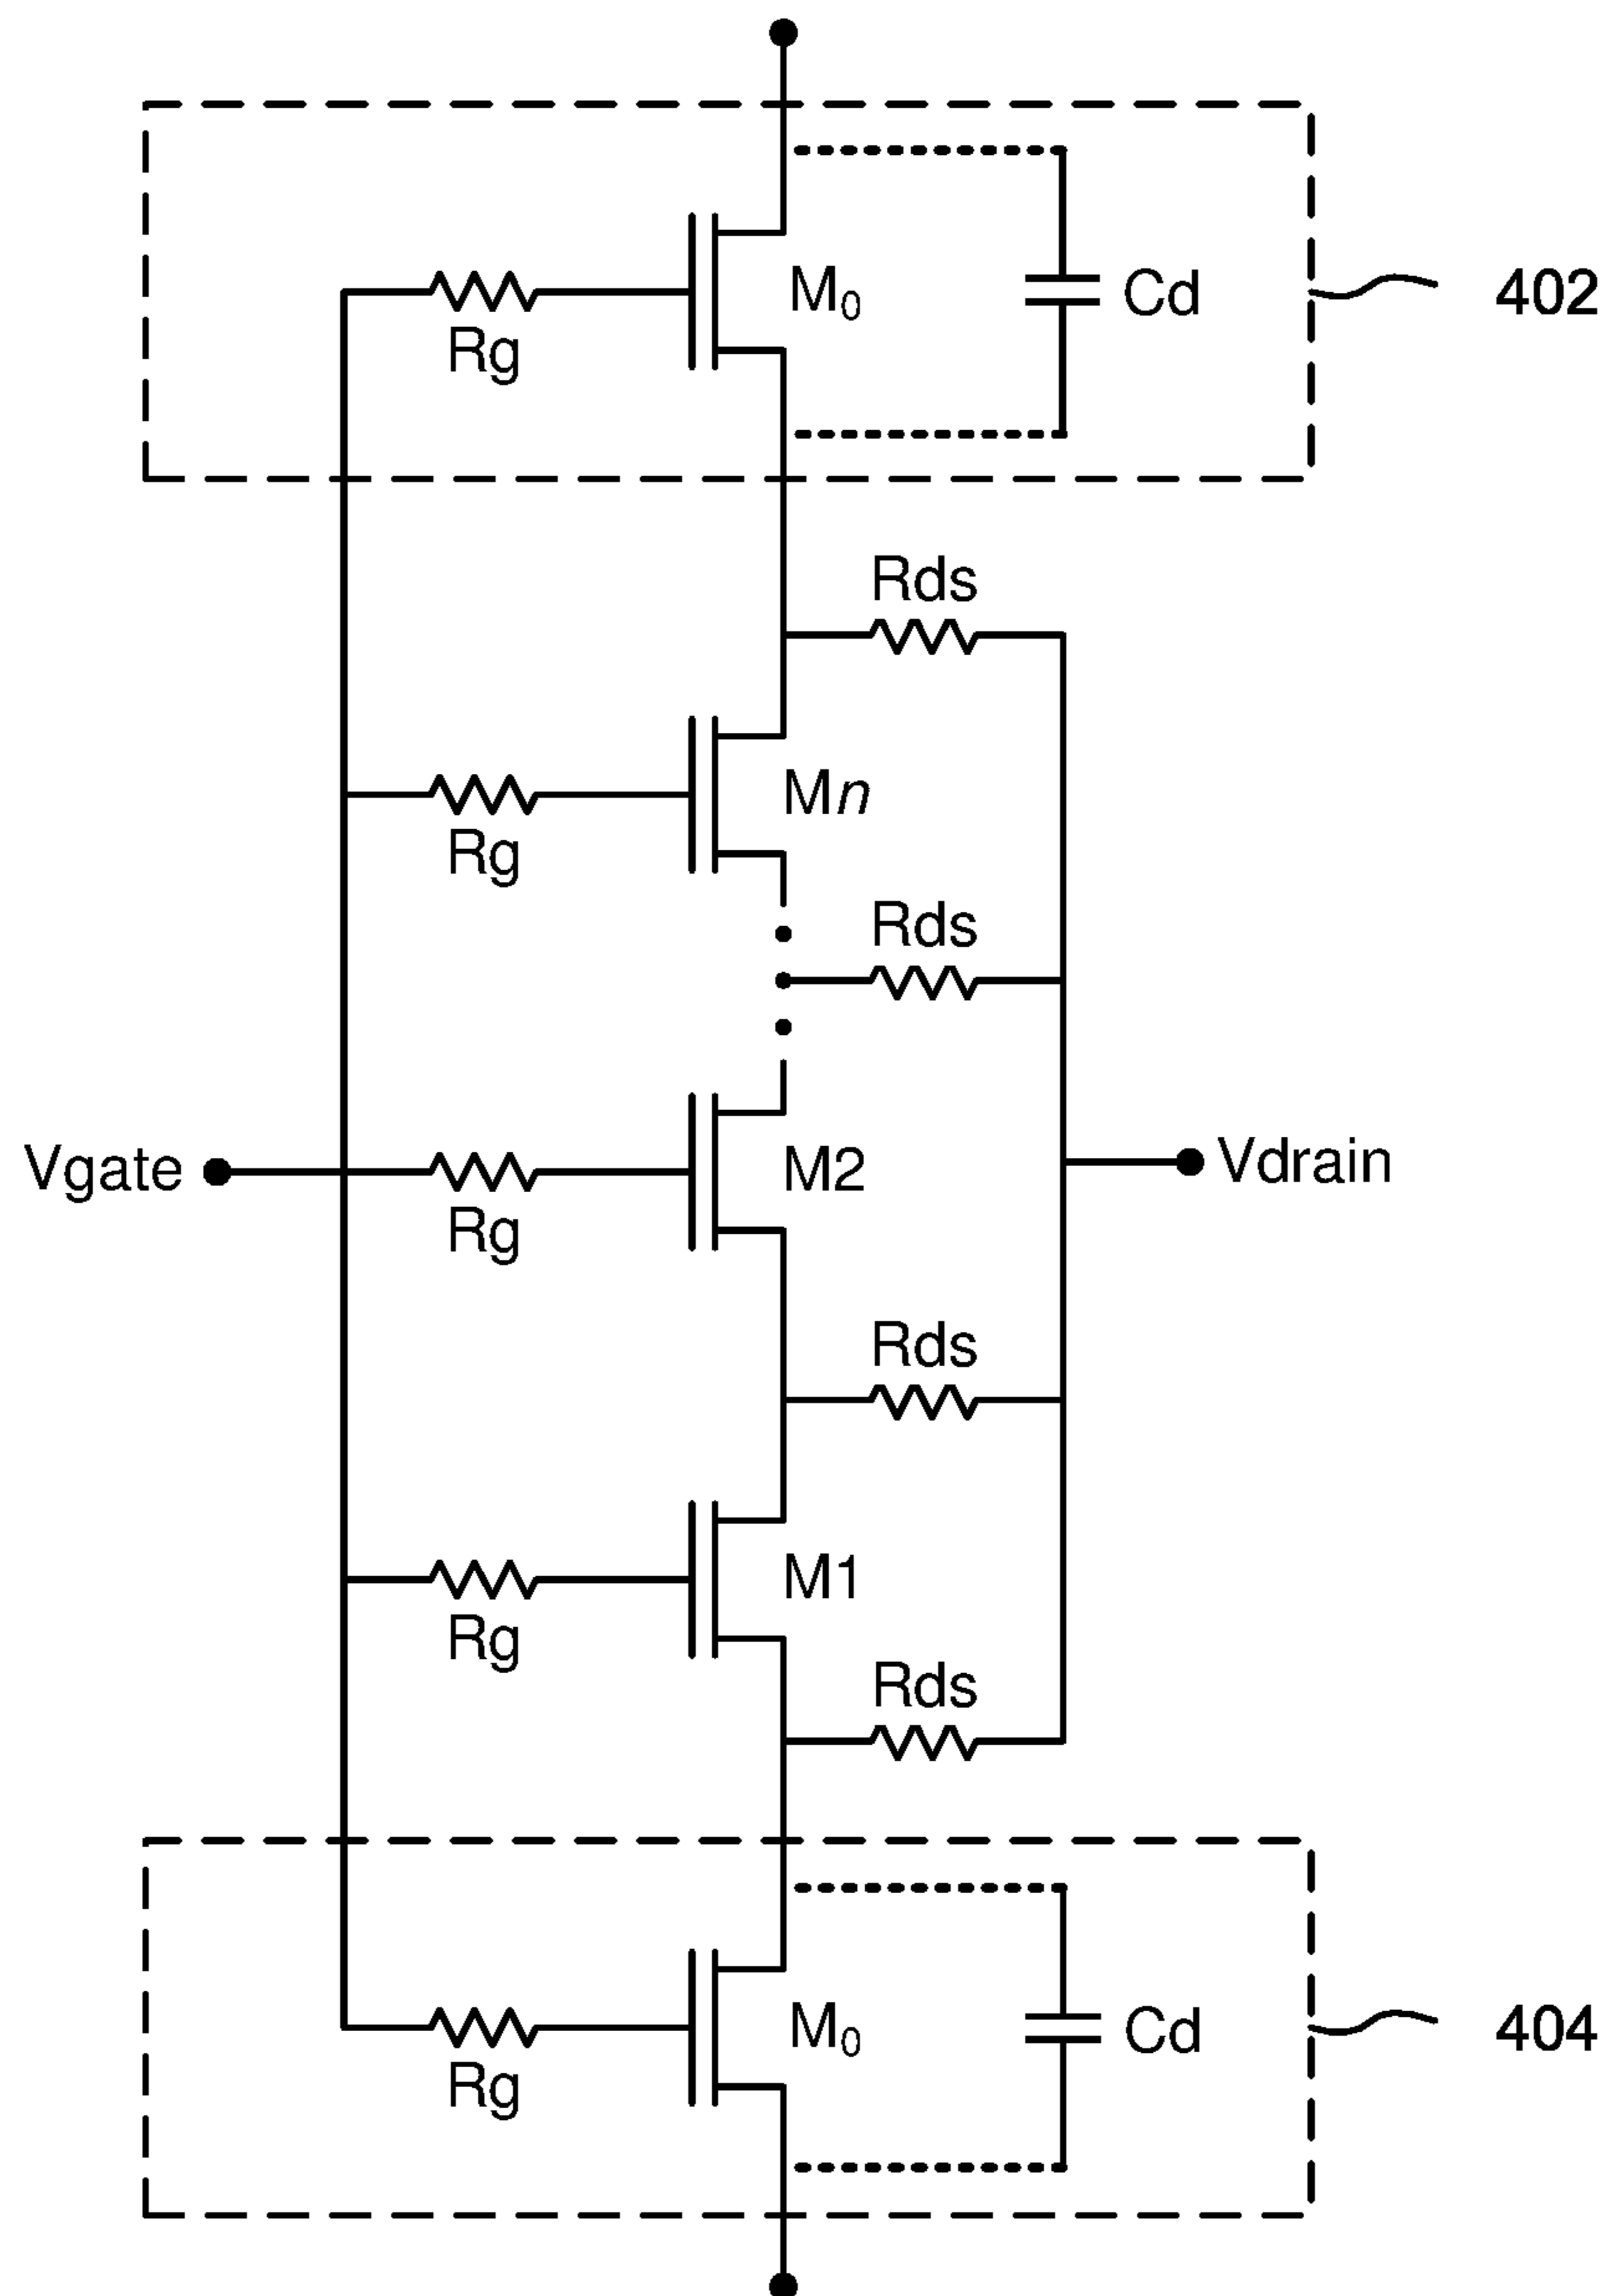 M₀
Cd
402
Rg
Rds
Mn
Rg
Rds
Vgate
M2
Vdrain
Rg
Rds
M1
Rg
Rds
M₀
Cd
404
Rg